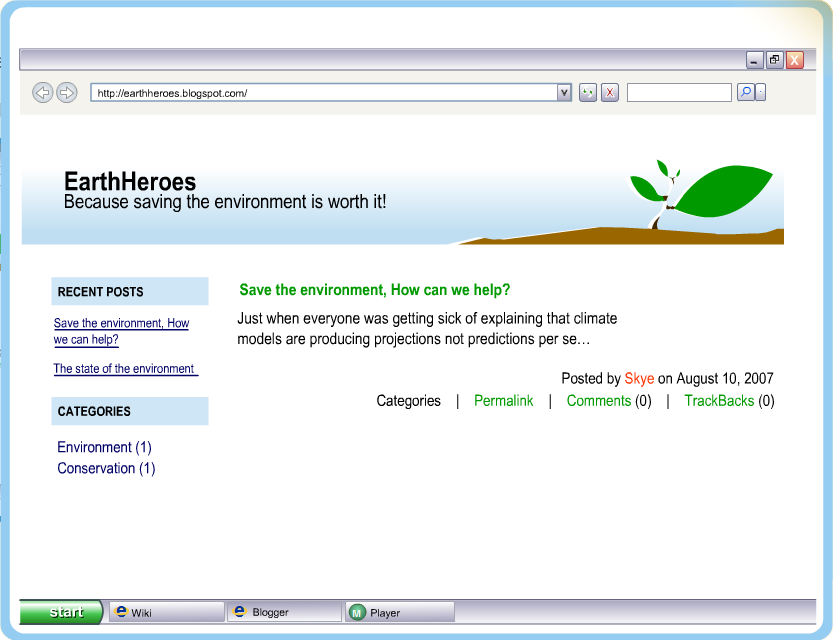 http://earthheroes.blogspot.com/
EarthHeroes
Because saving the environment is worth it!
RECENT POSTS
Save the environment, How
we can help?
The state of the environment
CATEGORIES
Environment (1)
Conservation (1)
Save the environment, How can we help?
Just when everyone was getting sick of explaining that climate
models are producing projections not predictions per se…
Posted by Skye on August 10, 2007
Categories | Permalink | Comments (0) | TrackBacks (0)
start Wiki Blogger M Player